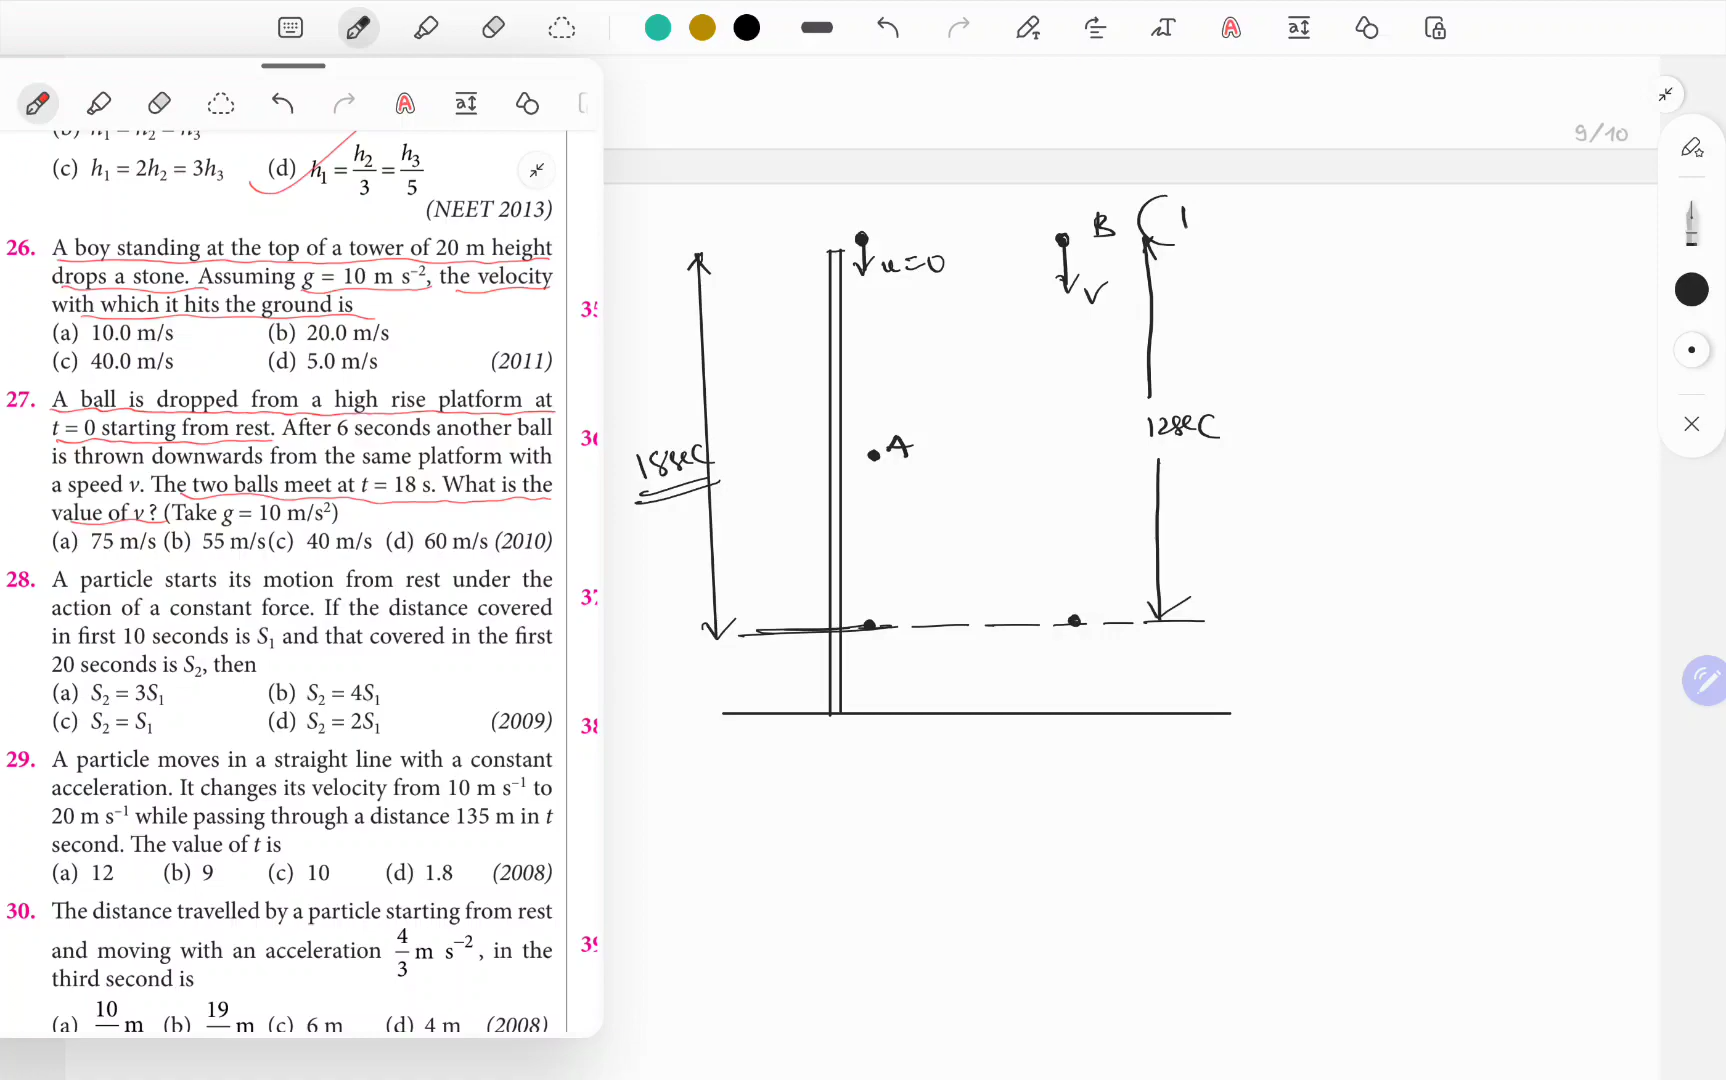 (c) h₁ = 2h₂ = 3h₃ (d) h₁ = h₂/3 = h₃/5
(NEET 2013)
26. A boy standing at the top of a tower of 20 m height
drops a stone. Assuming g = 10 m s⁻², the velocity
with which it hits the ground is
(a) 10.0 m/s (b) 20.0 m/s
(c) 40.0 m/s (d) 5.0 m/s (2011)
27. A ball is dropped from a high rise platform at
t = 0 starting from rest. After 6 seconds another ball
is thrown downwards from the same platform with
a speed v. The two balls meet at t = 18 s. What is the
value of v? (Take g = 10 m/s²)
(a) 75 m/s (b) 55 m/s (c) 40 m/s (d) 60 m/s (2010)
28. A particle starts its motion from rest under the
action of a constant force. If the distance covered
in first 10 seconds is S₁ and that covered in the first
20 seconds is S₂, then
(a) S₂ = 3S₁ (b) S₂ = 4S₁
(c) S₂ = S₁ (d) S₂ = 2S₁ (2009)
29. A particle moves in a straight line with a constant
acceleration. It changes its velocity from 10 m s⁻¹ to
20 m s⁻¹ while passing through a distance 135 m in t
second. The value of t is
(a) 12 (b) 9 (c) 10 (d) 1.8 (2008)
30. The distance travelled by a particle starting from rest
and moving with an acceleration 4/3 m s⁻², in the
third second is
(a) 10 m (b) 19 m (c) 6 m (d) 4 m (2008)
9/10
u=0
B
V
A
18sec
12sec